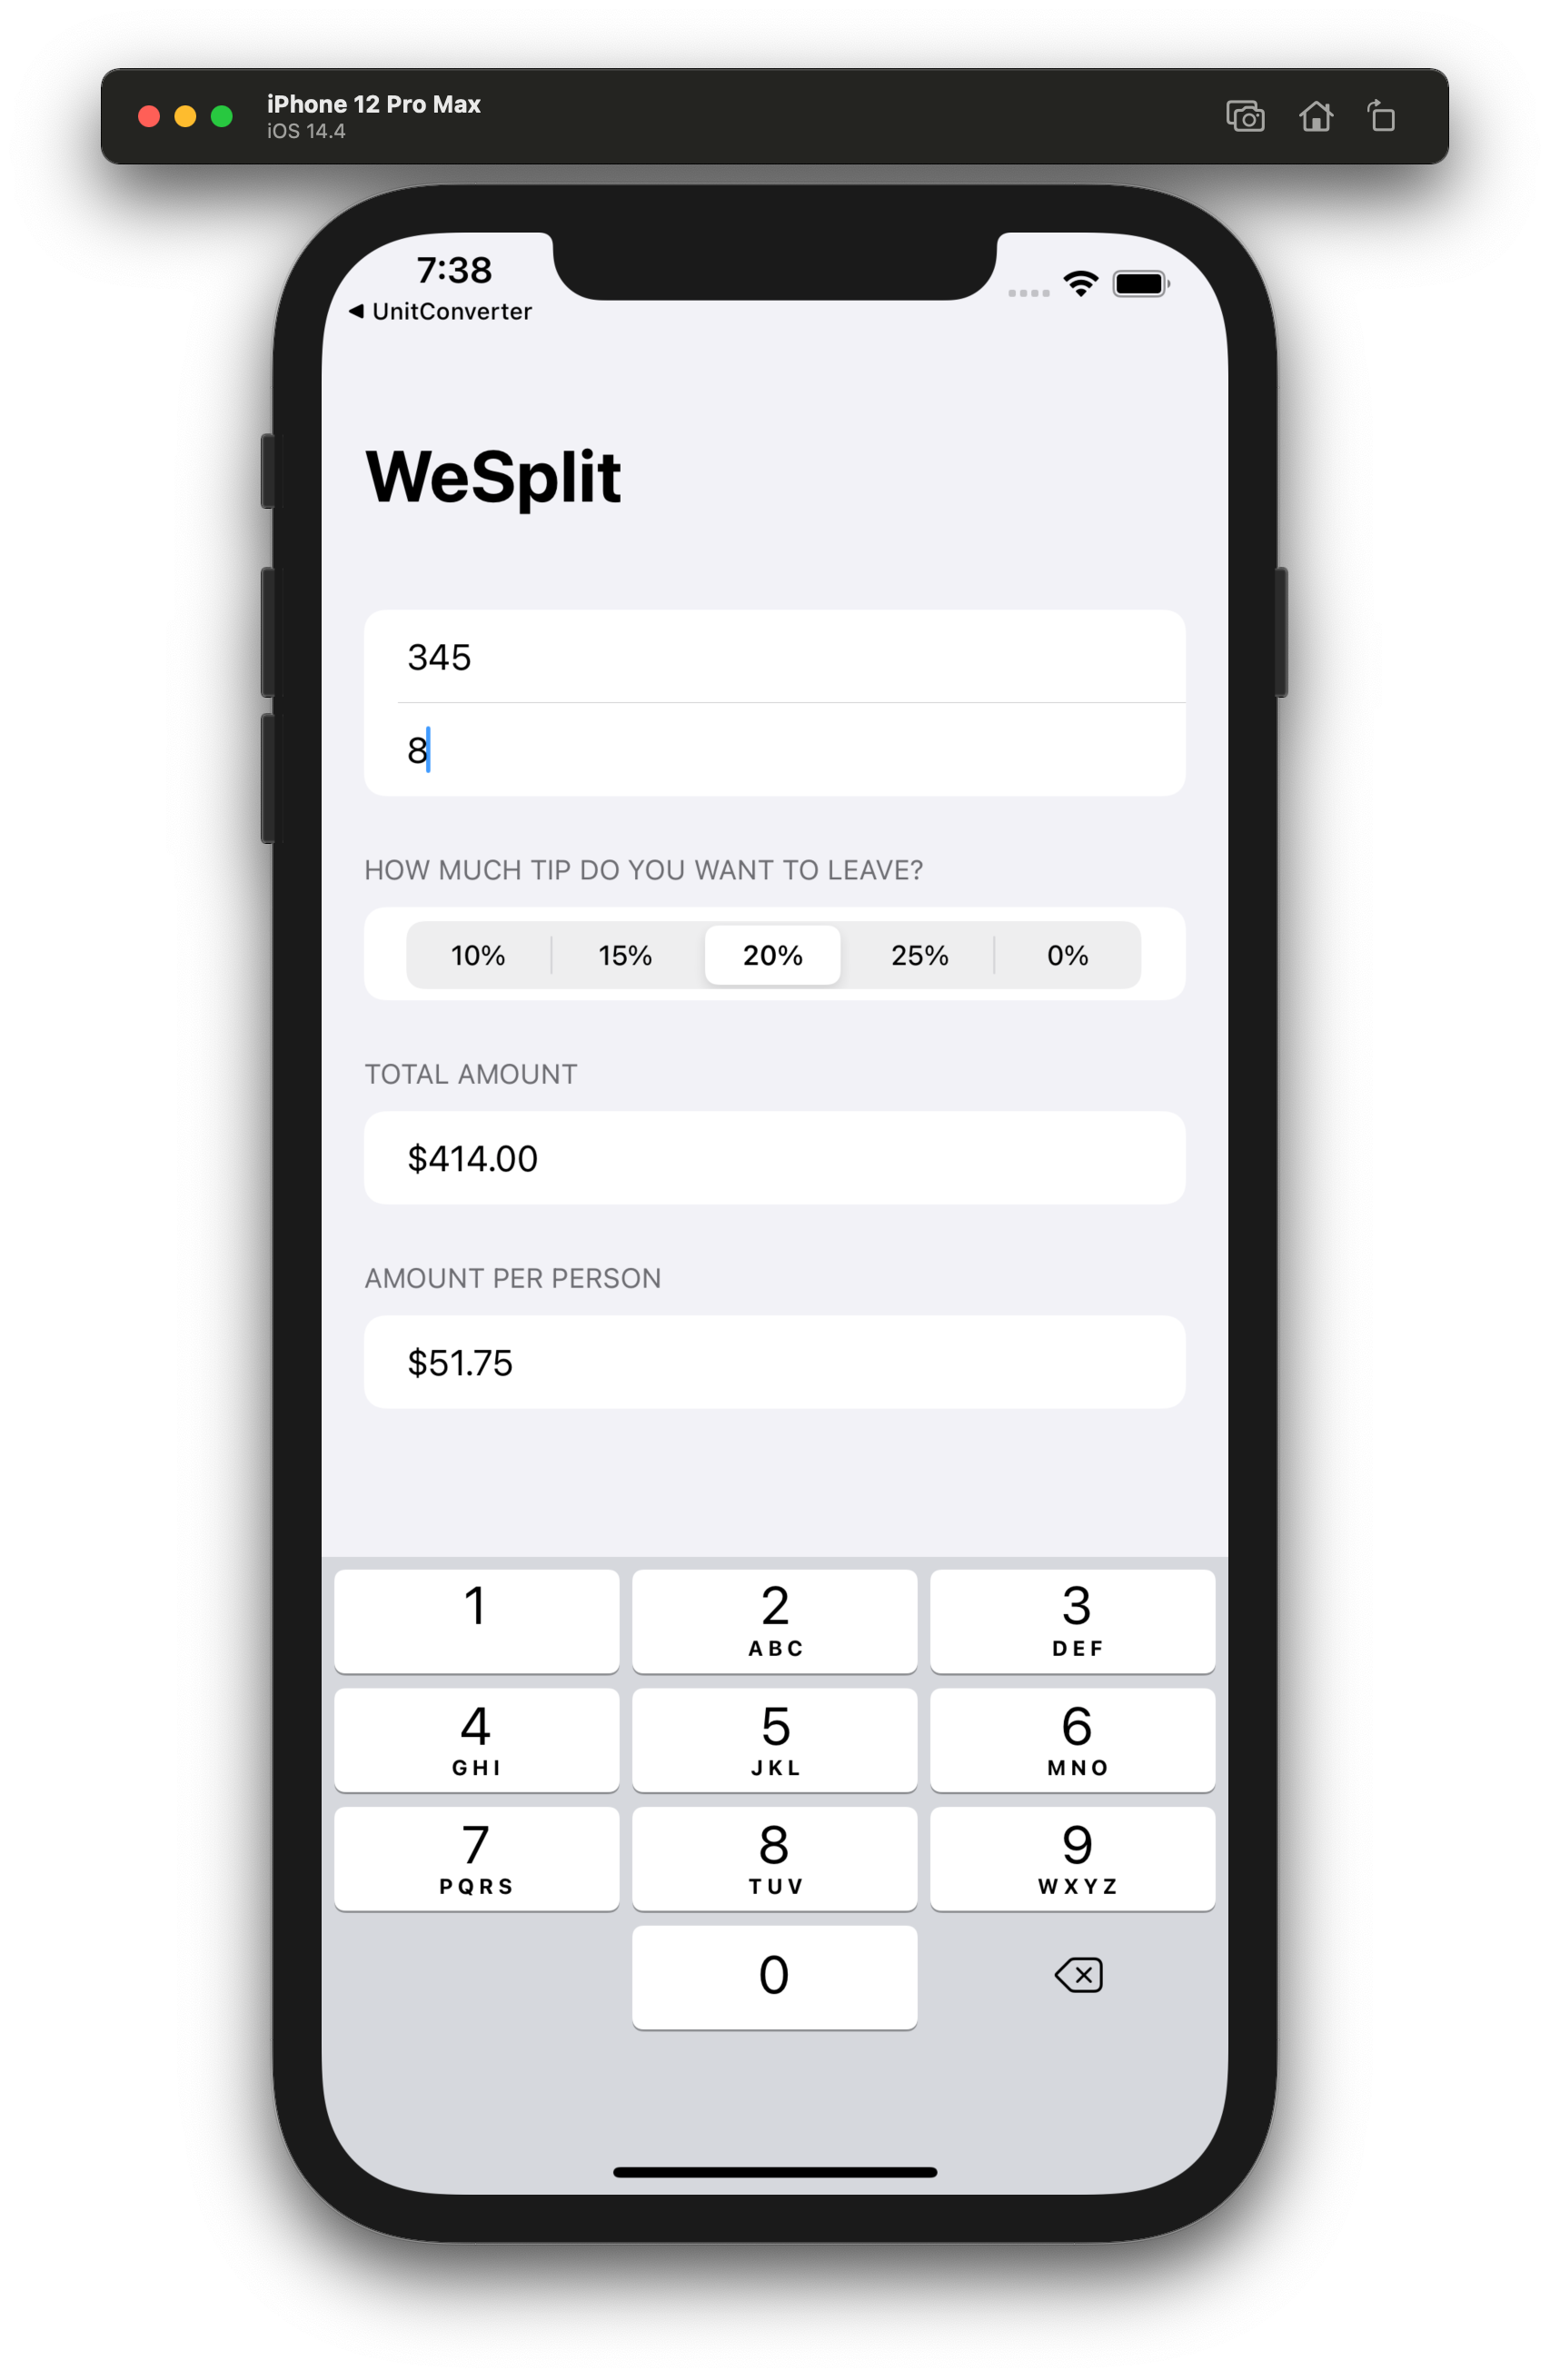 iPhone 12 Pro Max
iOS 14.4
7:38
◀ UnitConverter
WeSplit
345
8
HOW MUCH TIP DO YOU WANT TO LEAVE?
10% 15% 20% 25% 0%
TOTAL AMOUNT
$414.00
AMOUNT PER PERSON
$51.75
1 2 3
ABC DEF
4 5 6
GHI JKL MNO
7 8 9
PQRS TUV WXYZ
0